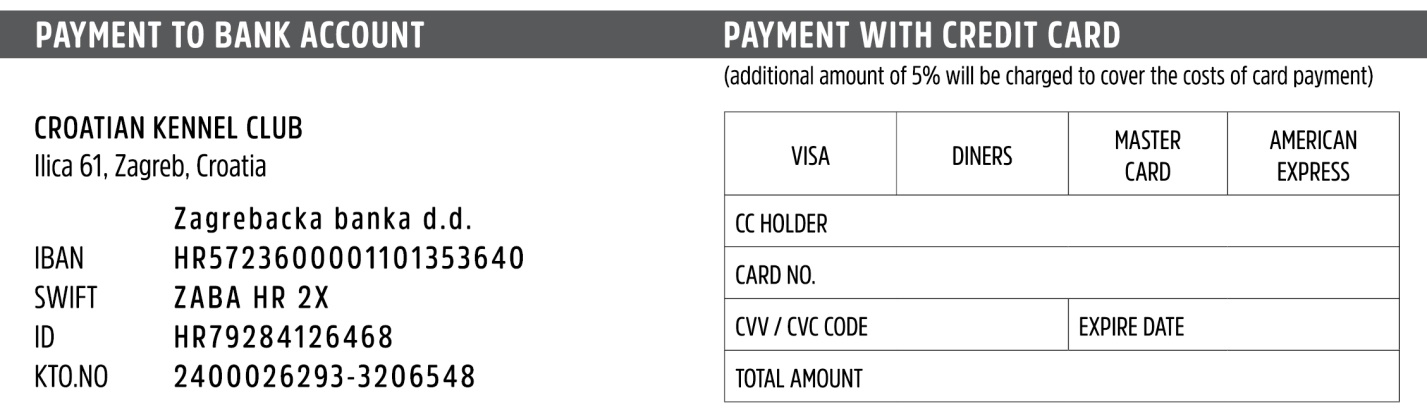 PAYMENT TO BANK ACCOUNT
CROATIAN KENNEL CLUB
Ilica 61, Zagreb, Croatia
Zagrebacka banka d.d.
IBAN HR5723600001101353640
SWIFT ZABA HR 2X
ID HR79284126468
KTO.NO 2400026293-3206548
PAYMENT WITH CREDIT CARD
(additional amount of 5% will be charged to cover the costs of card payment)
VISA DINERS MASTER CARD AMERICAN EXPRESS
CC HOLDER
CARD NO.
CVV / CVC CODE EXPIRE DATE
TOTAL AMOUNT